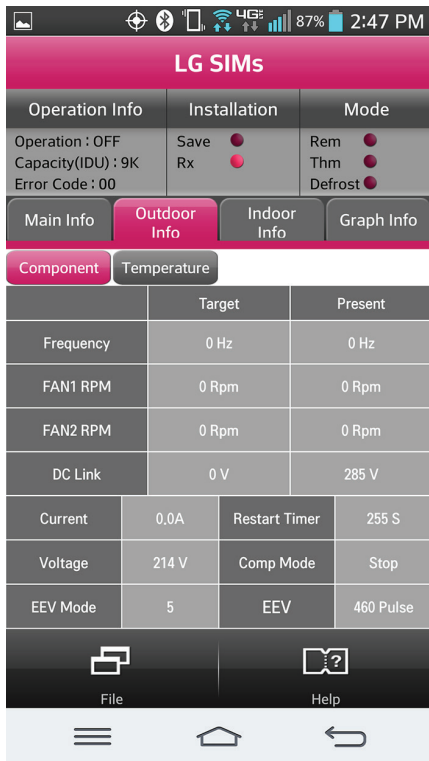 4G 87% 2:47 PM
LG SIMs
Operation Info Installation Mode
Operation : OFF Save Rem
Capacity(IDU) : 9K Rx Thm
Error Code : 00 Defrost
Main Info Outdoor Info Indoor Info Graph Info
Component Temperature
Target Present
Frequency 0 Hz 0 Hz
FAN1 RPM 0 Rpm 0 Rpm
FAN2 RPM 0 Rpm 0 Rpm
DC Link 0 V 285 V
Current 0.0A Restart Timer 255 S
Voltage 214 V Comp Mode Stop
EEV Mode 5 EEV 460 Pulse
File Help